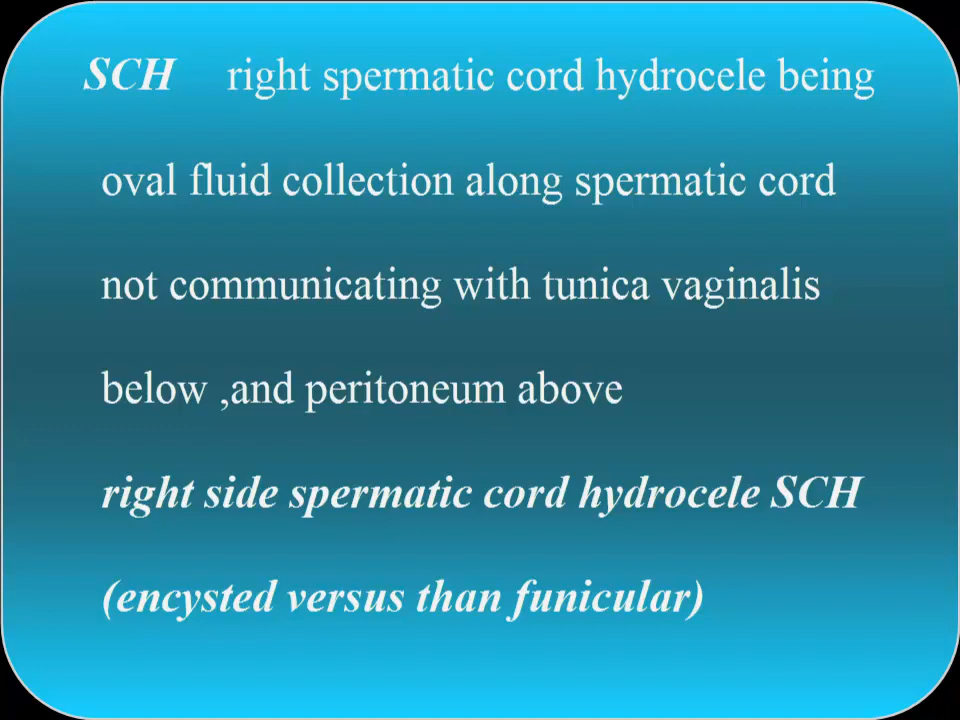 SCH right spermatic cord hydrocele being
oval fluid collection along spermatic cord
not communicating with tunica vaginalis
below ,and peritoneum above
right side spermatic cord hydrocele SCH
(encysted versus than funicular)